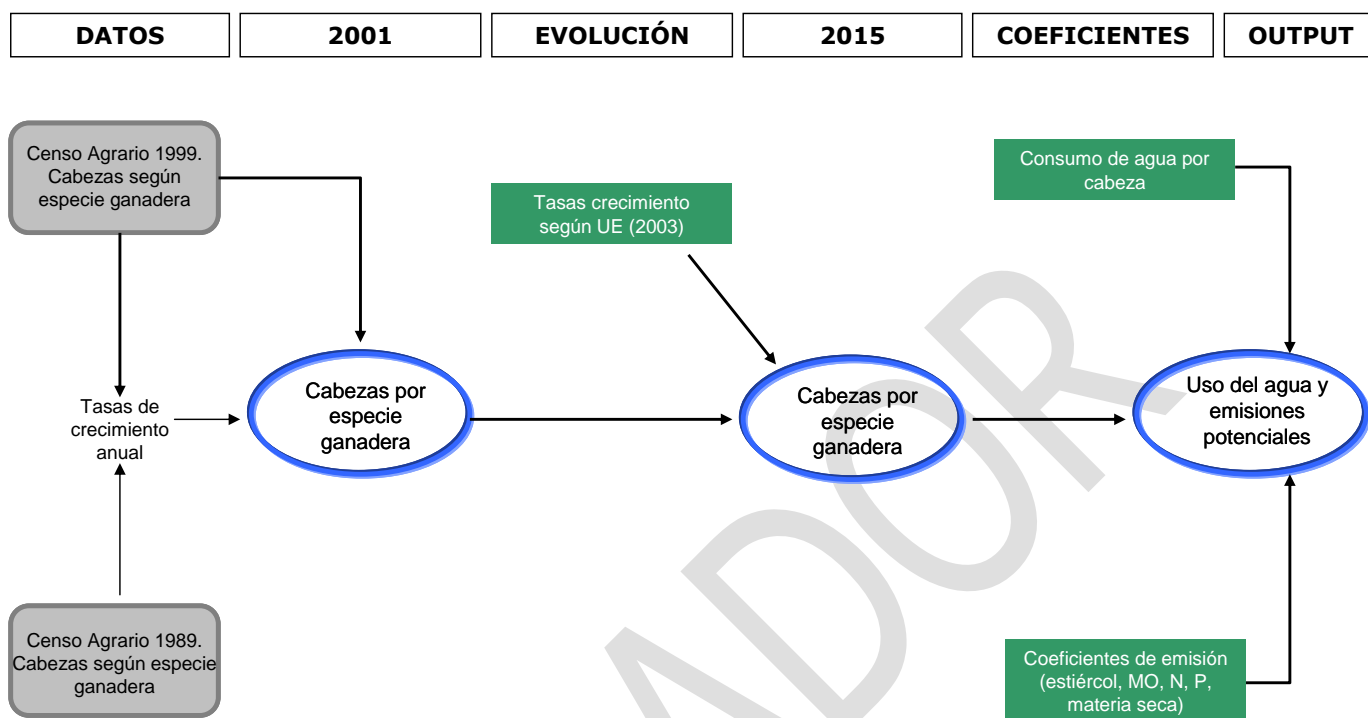 DATOS
2001
EVOLUCIÓN
2015
COEFICIENTES
OUTPUT
Censo Agrario 1999.
Cabezas según
especie ganadera
Consumo de agua por
cabeza
Tasas crecimiento
según UE (2003)
Tasas de
crecimiento
anual
Cabezas por
especie
ganadera
Cabezas por
especie
ganadera
Uso del agua y
emisiones
potenciales
Censo Agrario 1989.
Cabezas según especie
ganadera
Coeficientes de emisión
(estiércol, MO, N, P,
materia seca)
ADOR